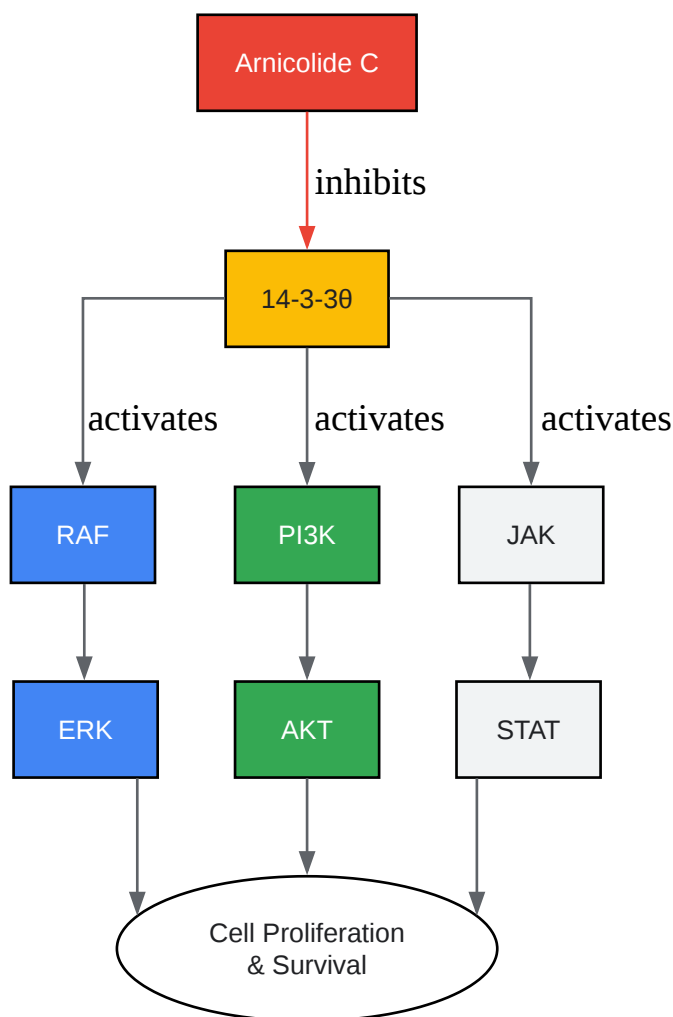 Arnicolide C
inhibits
14-3-3θ
activates
activates
activates
RAF
PI3K
JAK
ERK
AKT
STAT
Cell Proliferation
& Survival